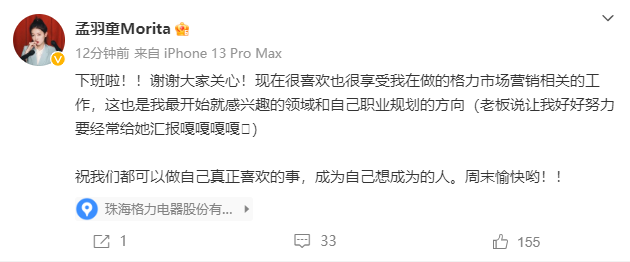 孟羽童Morita
12分钟前 来自 iPhone 13 Pro Max
下班啦！！谢谢大家关心！现在很喜欢也很享受我在做的格力市场营销相关的工
作，这也是我最开始就感兴趣的领域和自己职业规划的方向（老板说让我好好努力
要经常给她汇报嘎嘎嘎嘎）
祝我们都可以做自己真正喜欢的事，成为自己想成为的人。周末愉快哟！！
珠海格力电器股份有...
1 33 155